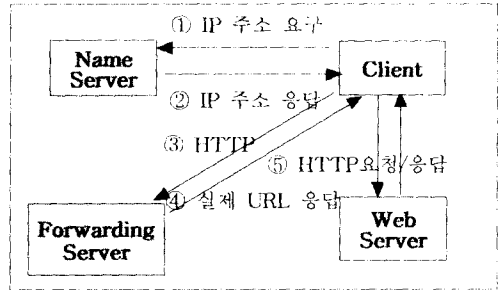 ① IP 주소 요구
Name
Server
Client
② IP 주소 응답
③ HTTP
⑤ HTTP요청/응답
④ 실제 URL 응답
Forwarding
Server
Web
Server